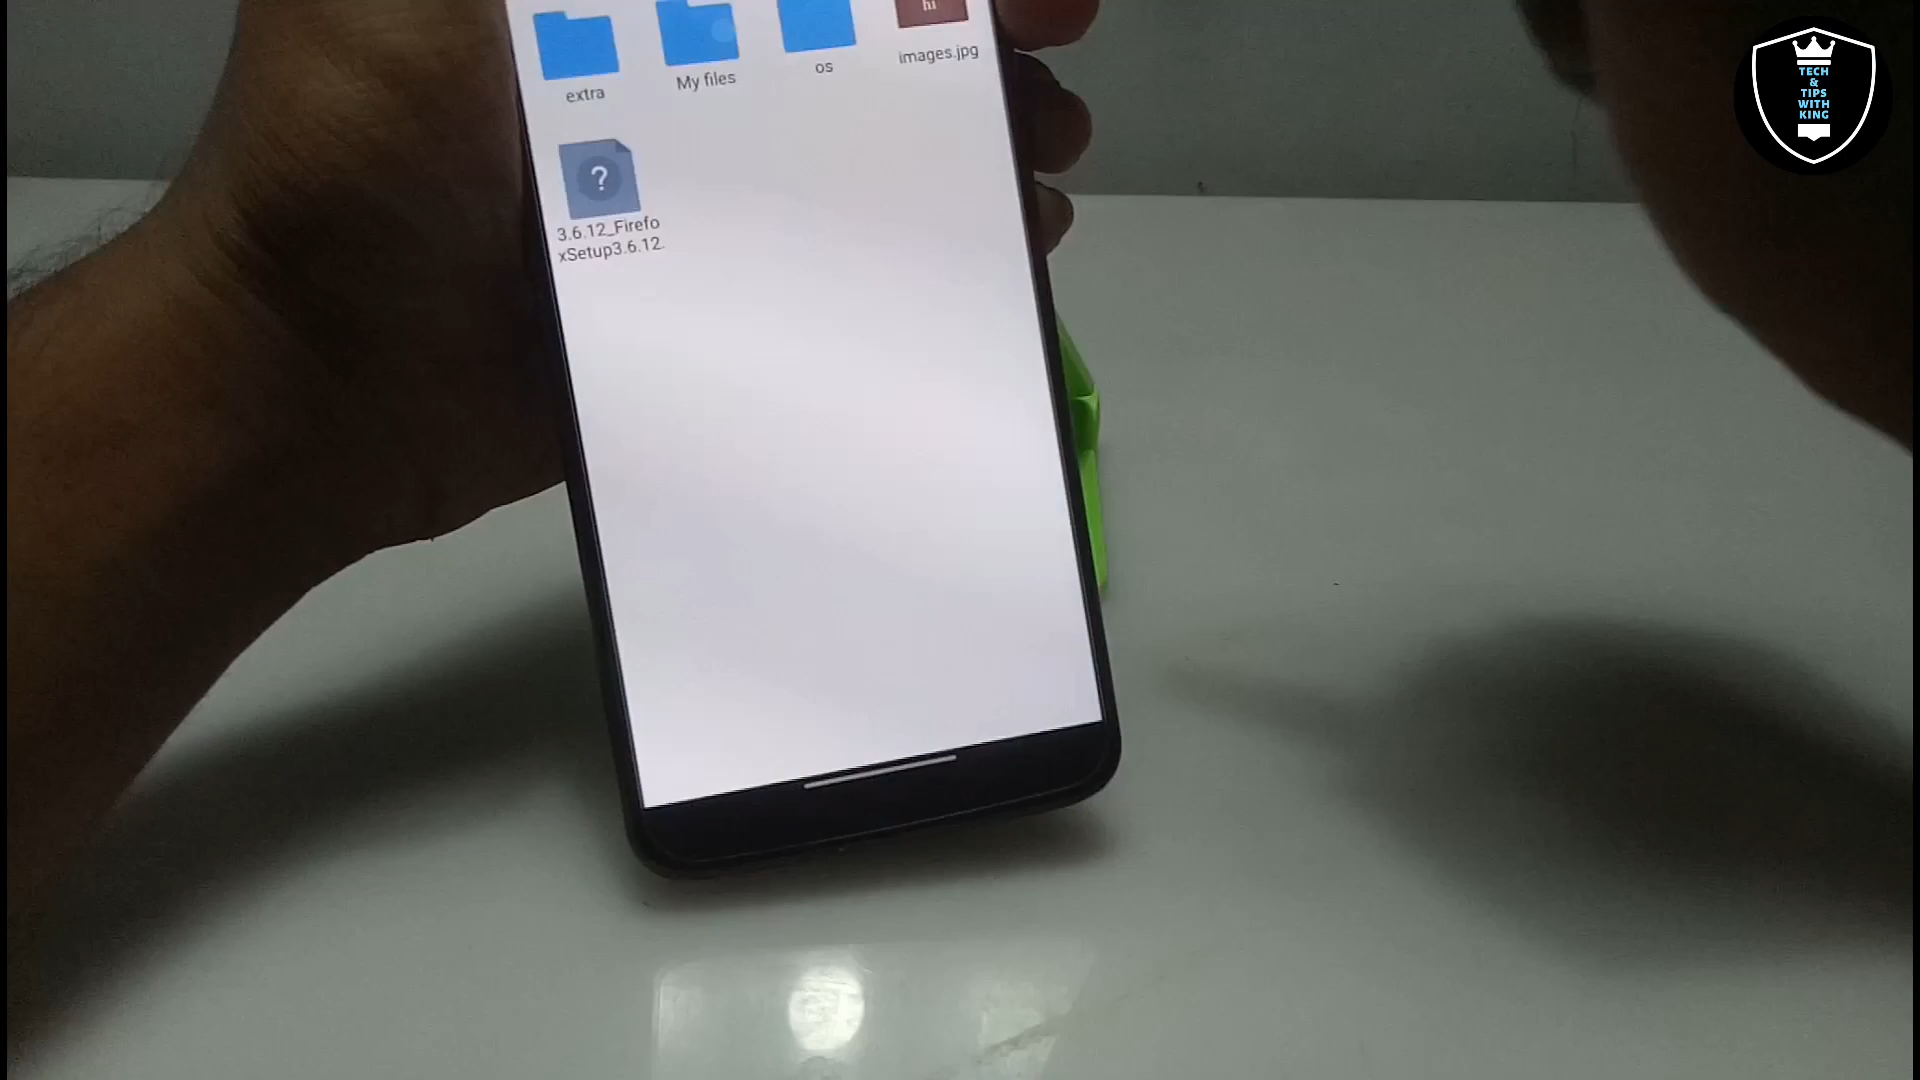 hi
images.jpg
extra
My files
os
3.6.12_Firefo
xSetup3.6.12.
TECH
&
TIPS
WITH
KING